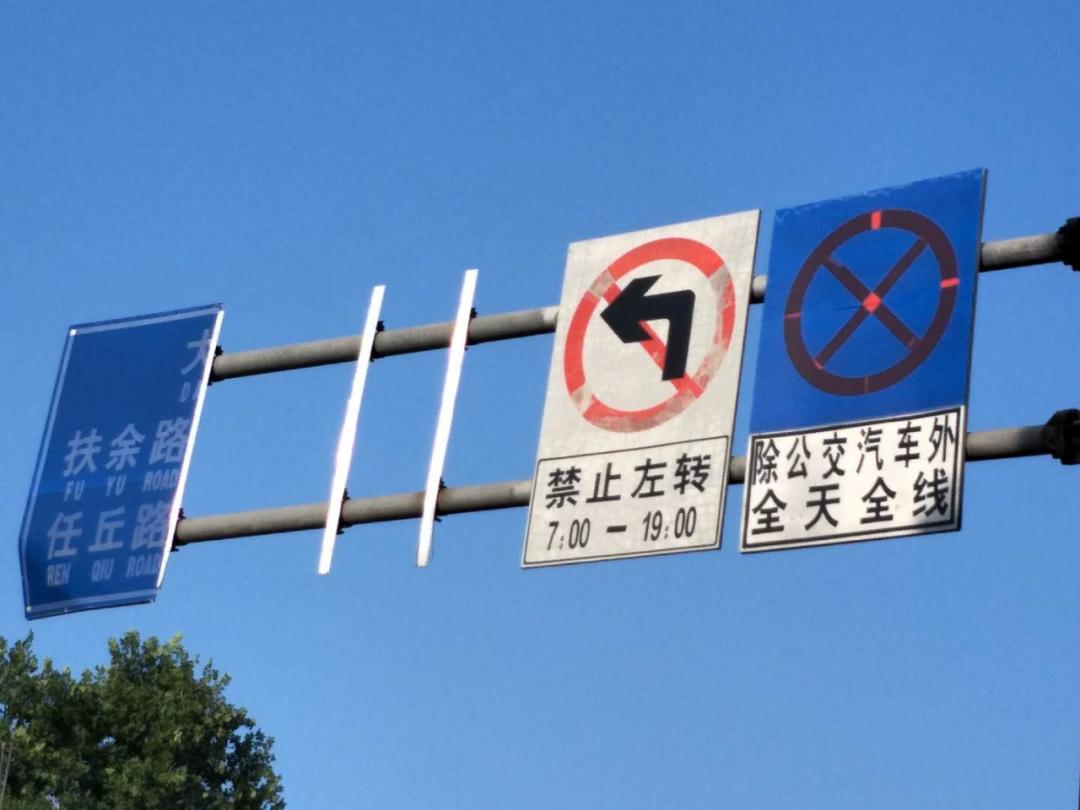 大
D
扶余路
FU YU ROAD
任丘路
REN QIU ROAD
禁止左转
7:00 — 19:00
除公交汽车外
全天全线